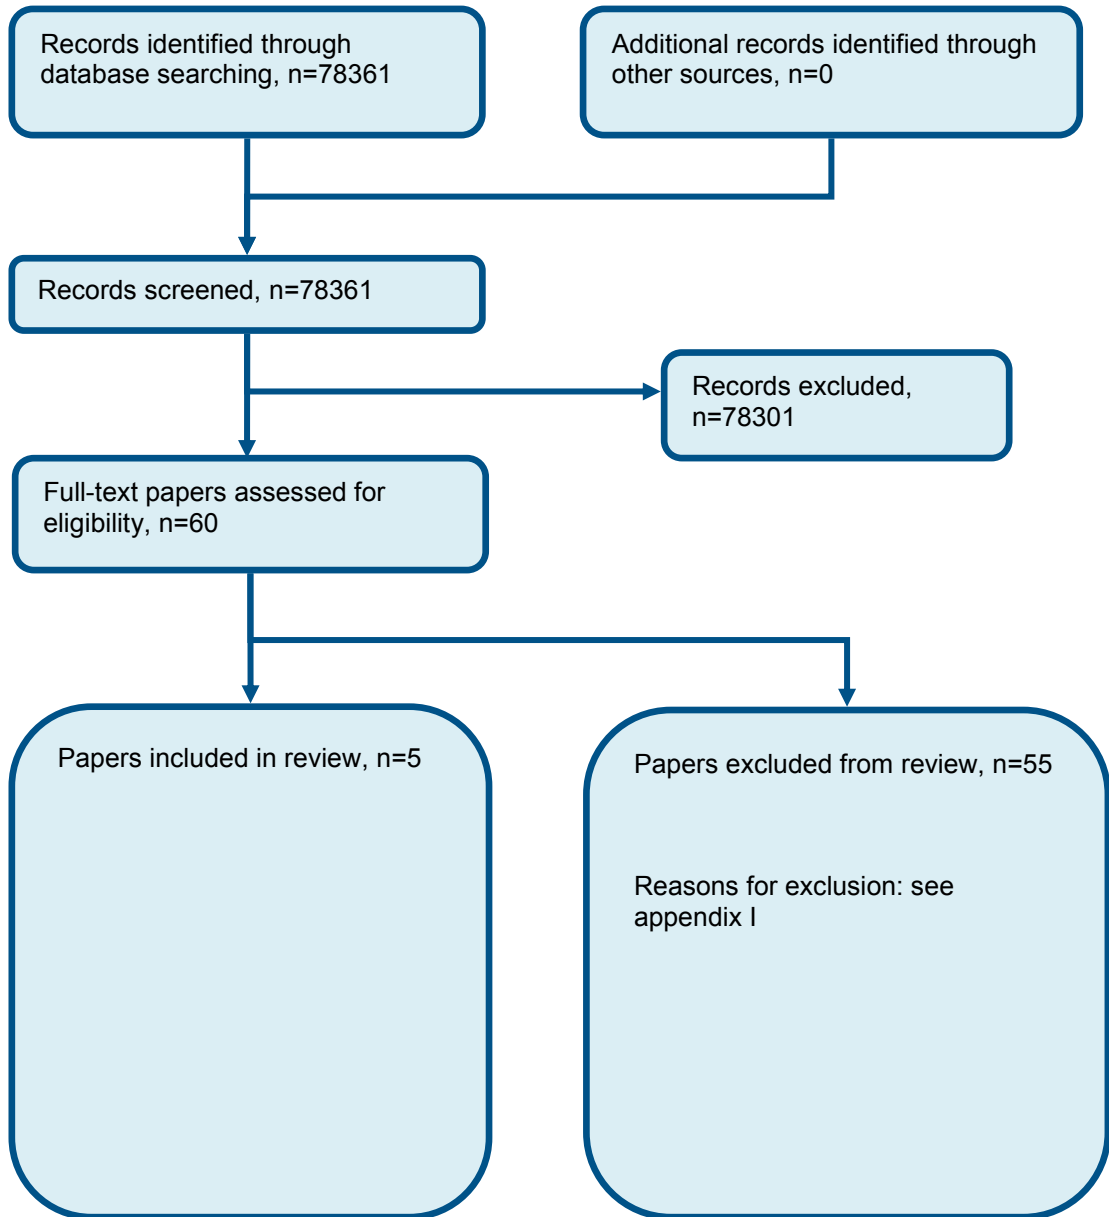 Records identified through
database searching, n=78361
Additional records identified through
other sources, n=0
Records screened, n=78361
Records excluded,
n=78301
Full-text papers assessed for
eligibility, n=60
Papers included in review, n=5
Papers excluded from review, n=55
Reasons for exclusion: see
appendix I